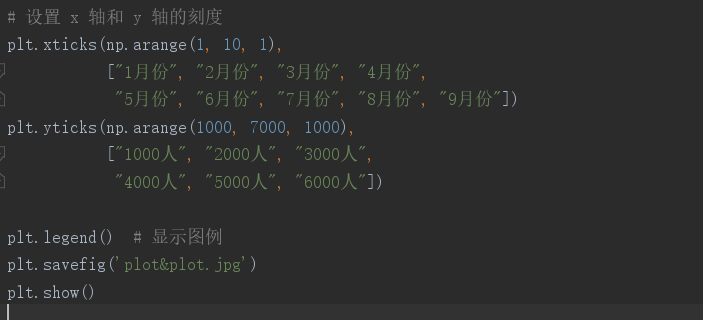 # 设置 x 轴和 y 轴的刻度
plt.xticks(np.arange(1, 10, 1),
["1月份", "2月份", "3月份", "4月份",
"5月份", "6月份", "7月份", "8月份", "9月份"])
plt.yticks(np.arange(1000, 7000, 1000),
["1000人", "2000人", "3000人",
"4000人", "5000人", "6000人"])
plt.legend()  # 显示图例
plt.savefig('plot&plot.jpg')
plt.show()